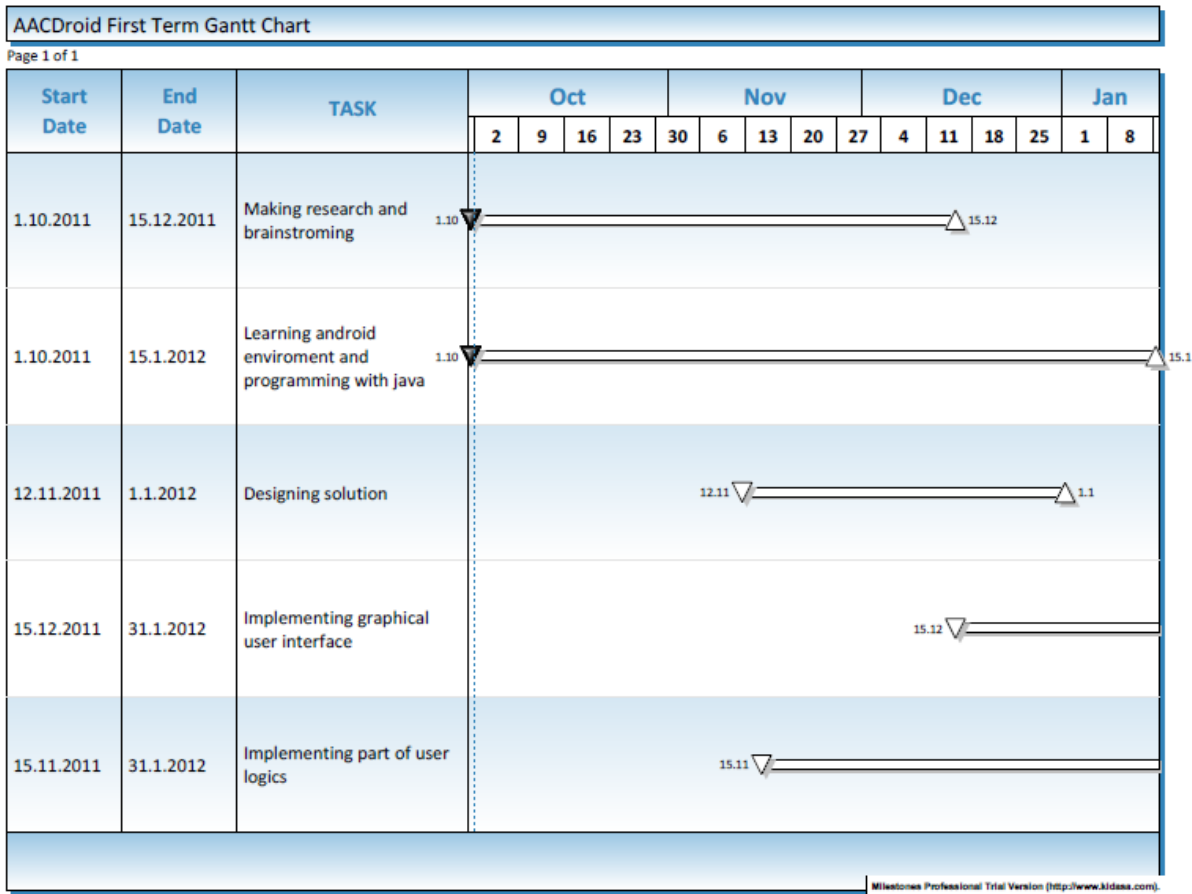 AACDroid First Term Gantt Chart
Page 1 of 1
Start Date
End Date
TASK
Oct Nov Dec Jan
2 9 16 23 30 6 13 20 27 4 11 18 25 1 8
1.10.2011 15.12.2011 Making research and
brainstroming
1.10 15.12
1.10.2011 15.1.2012 Learning android
enviroment and
programming with java
1.10 15.1
12.11.2011 1.1.2012 Designing solution
12.11 1.1
15.12.2011 31.1.2012 Implementing graphical
user interface
15.12
15.11.2011 31.1.2012 Implementing part of user
logics
15.11
Milestones Professional Trial Version (http://www.kidasa.com).